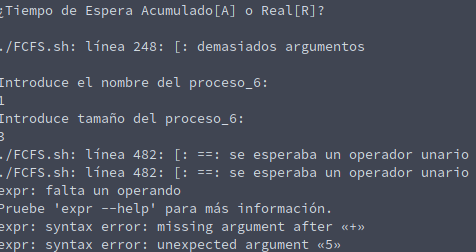 ¿Tiempo de Espera Acumulado[A] o Real[R]?
./FCFS.sh: línea 248: [: demasiados argumentos
Introduce el nombre del proceso_6:
1
Introduce tamaño del proceso_6:
3
./FCFS.sh: línea 482: [: ==: se esperaba un operador unario
./FCFS.sh: línea 482: [: ==: se esperaba un operador unario
expr: falta un operando
Pruebe 'expr --help' para más información.
expr: syntax error: missing argument after «+»
expr: syntax error: unexpected argument «5»